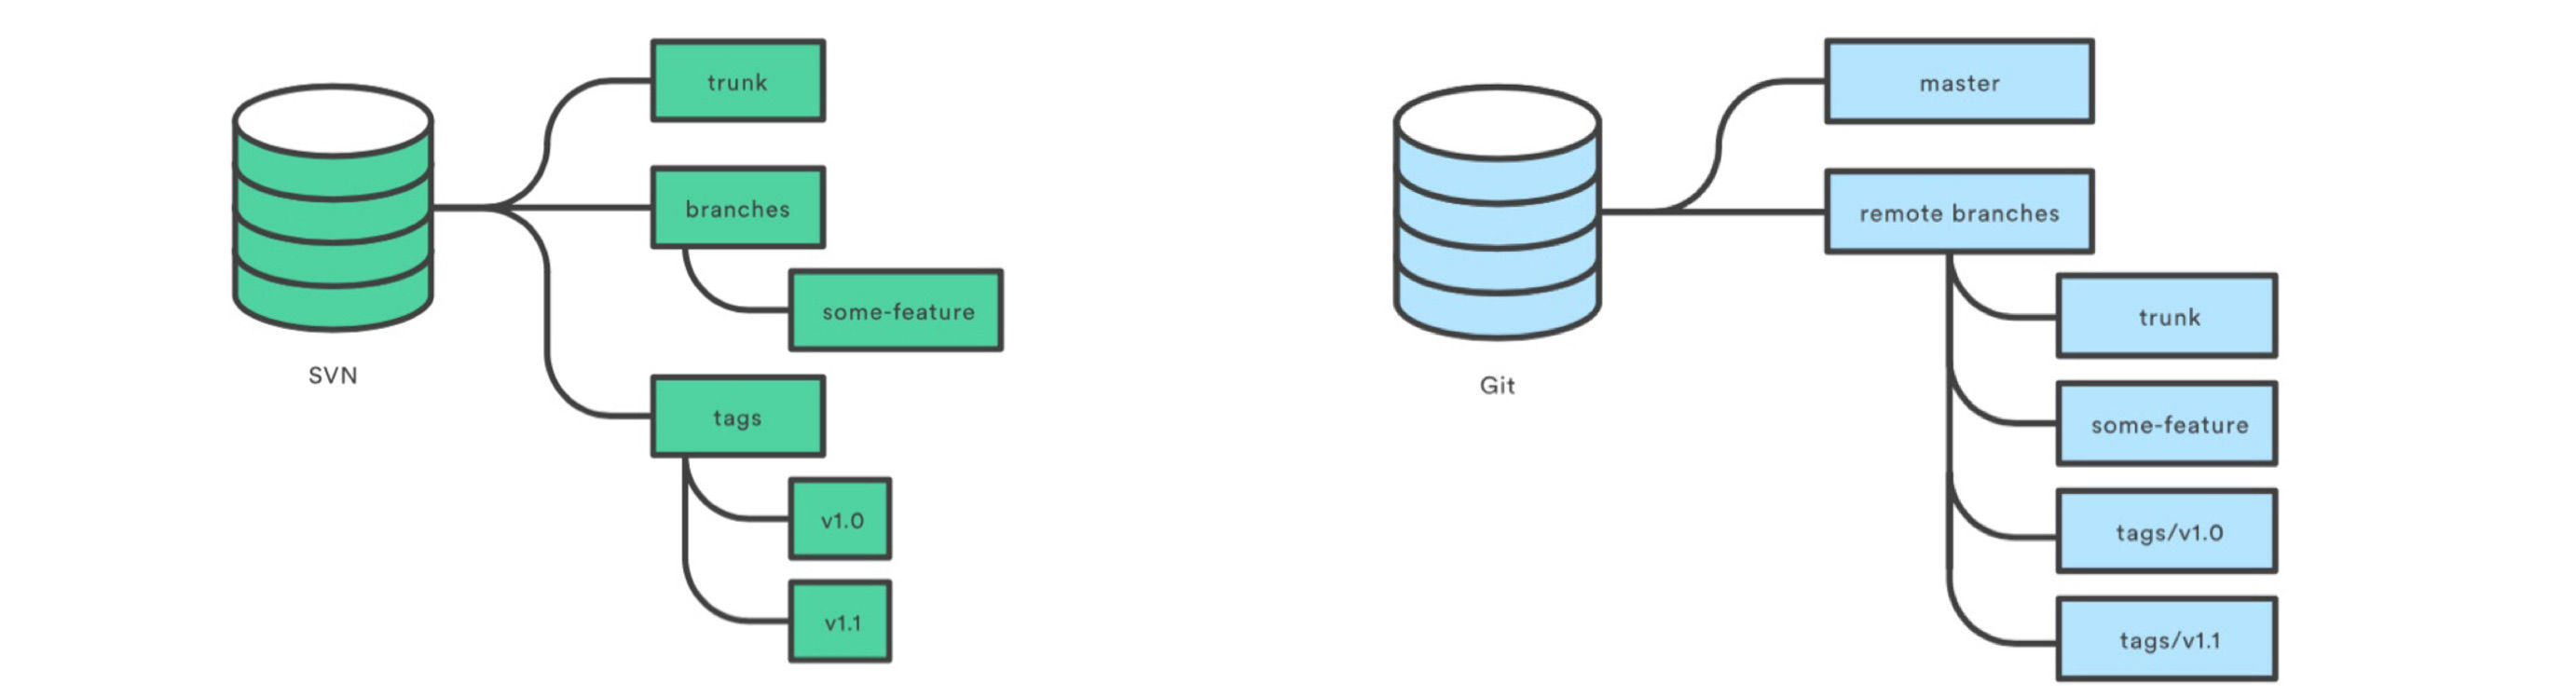 trunk
branches
some-feature
SVN
tags
v1.0
v1.1
master
remote branches
trunk
Git
some-feature
tags/v1.0
tags/v1.1